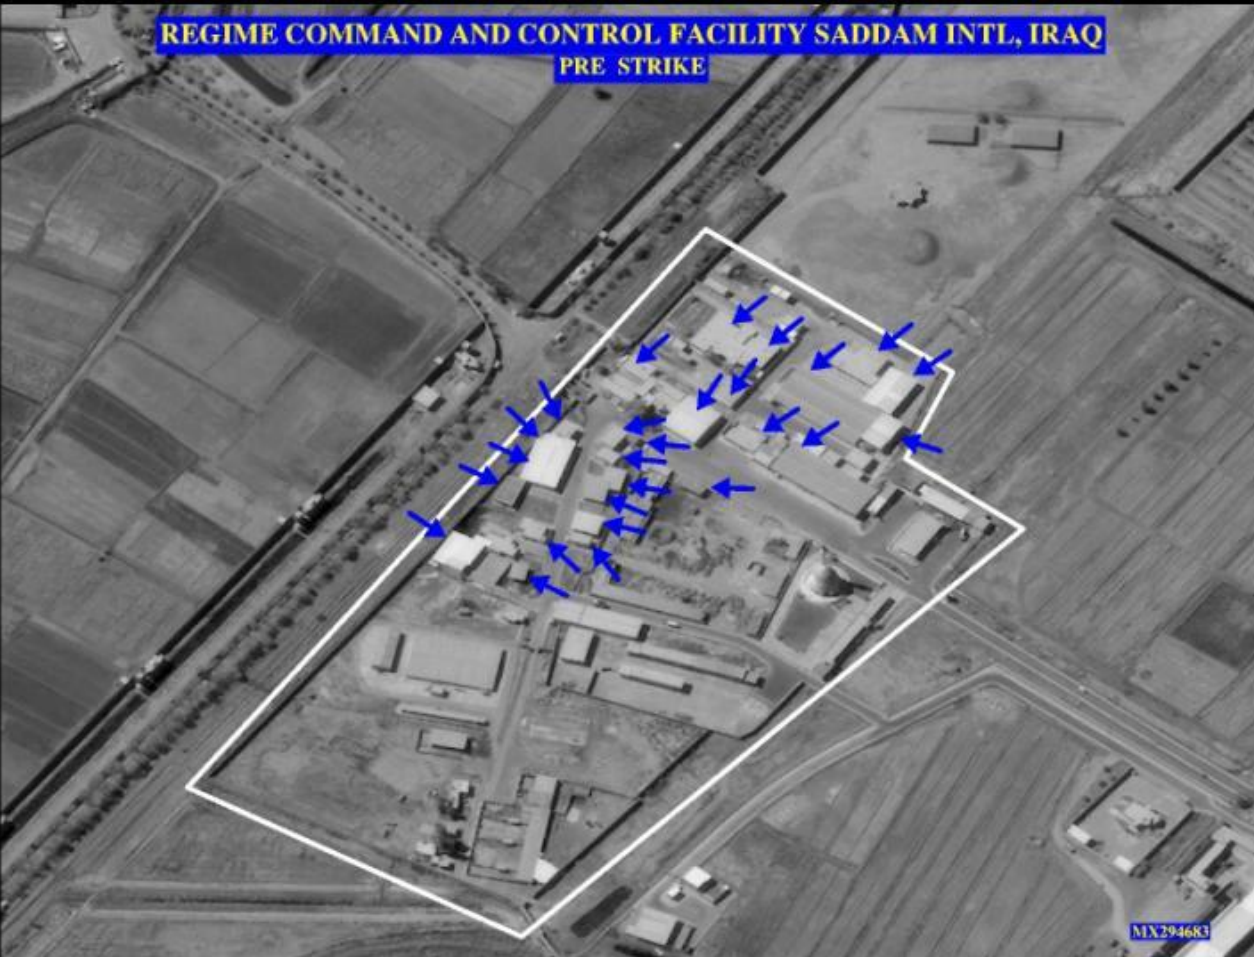 REGIME COMMAND AND CONTROL FACILITY SADDAM INTL, IRAQ
PRE STRIKE
MX294683